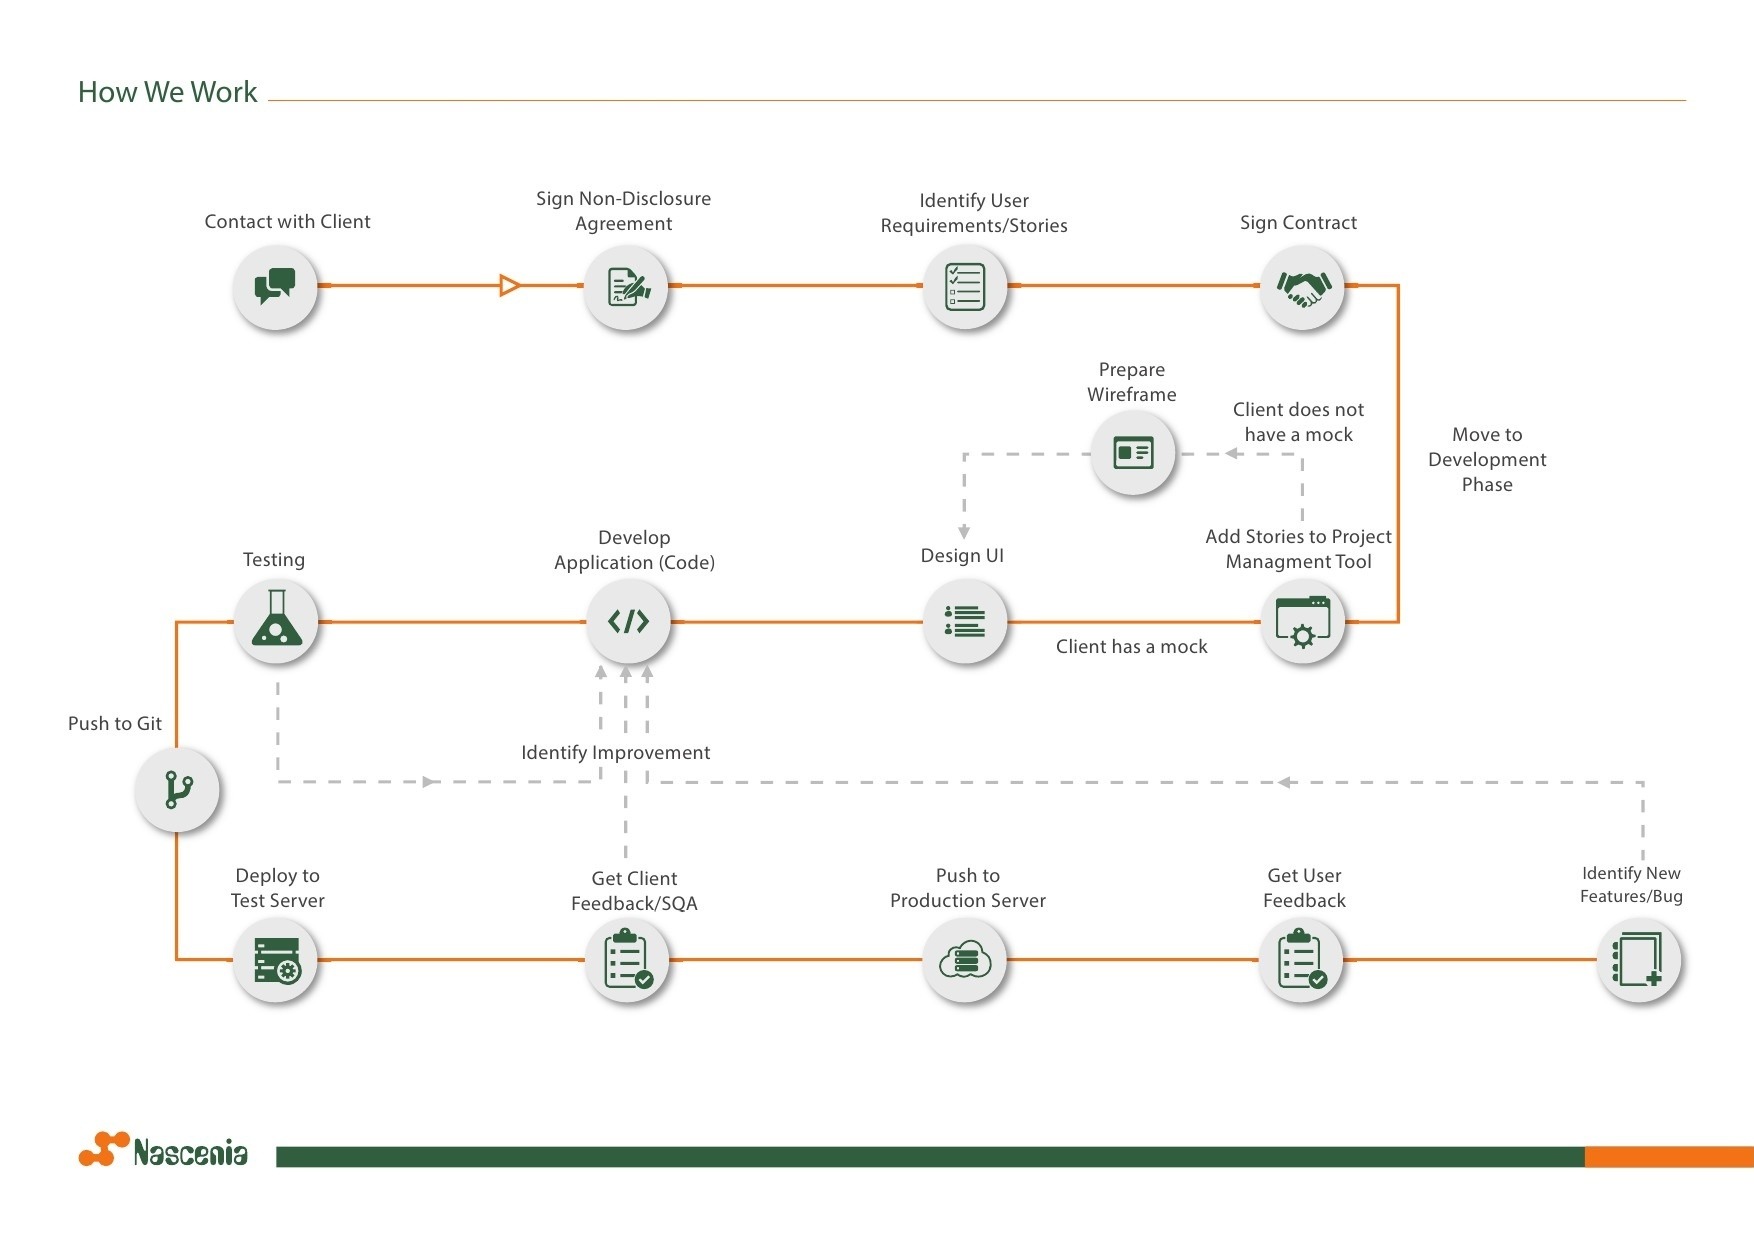 How We Work
Contact with Client
Sign Non-Disclosure
Agreement
Identify User
Requirements/Stories
Sign Contract
Prepare
Wireframe
Client does not
have a mock
Move to
Development
Phase
Testing
Develop
Application (Code)
Design UI
Add Stories to Project
Managment Tool
Client has a mock
Push to Git
Identify Improvement
Deploy to
Test Server
Get Client
Feedback/SQA
Push to
Production Server
Get User
Feedback
Identify New
Features/Bug
Nascenia